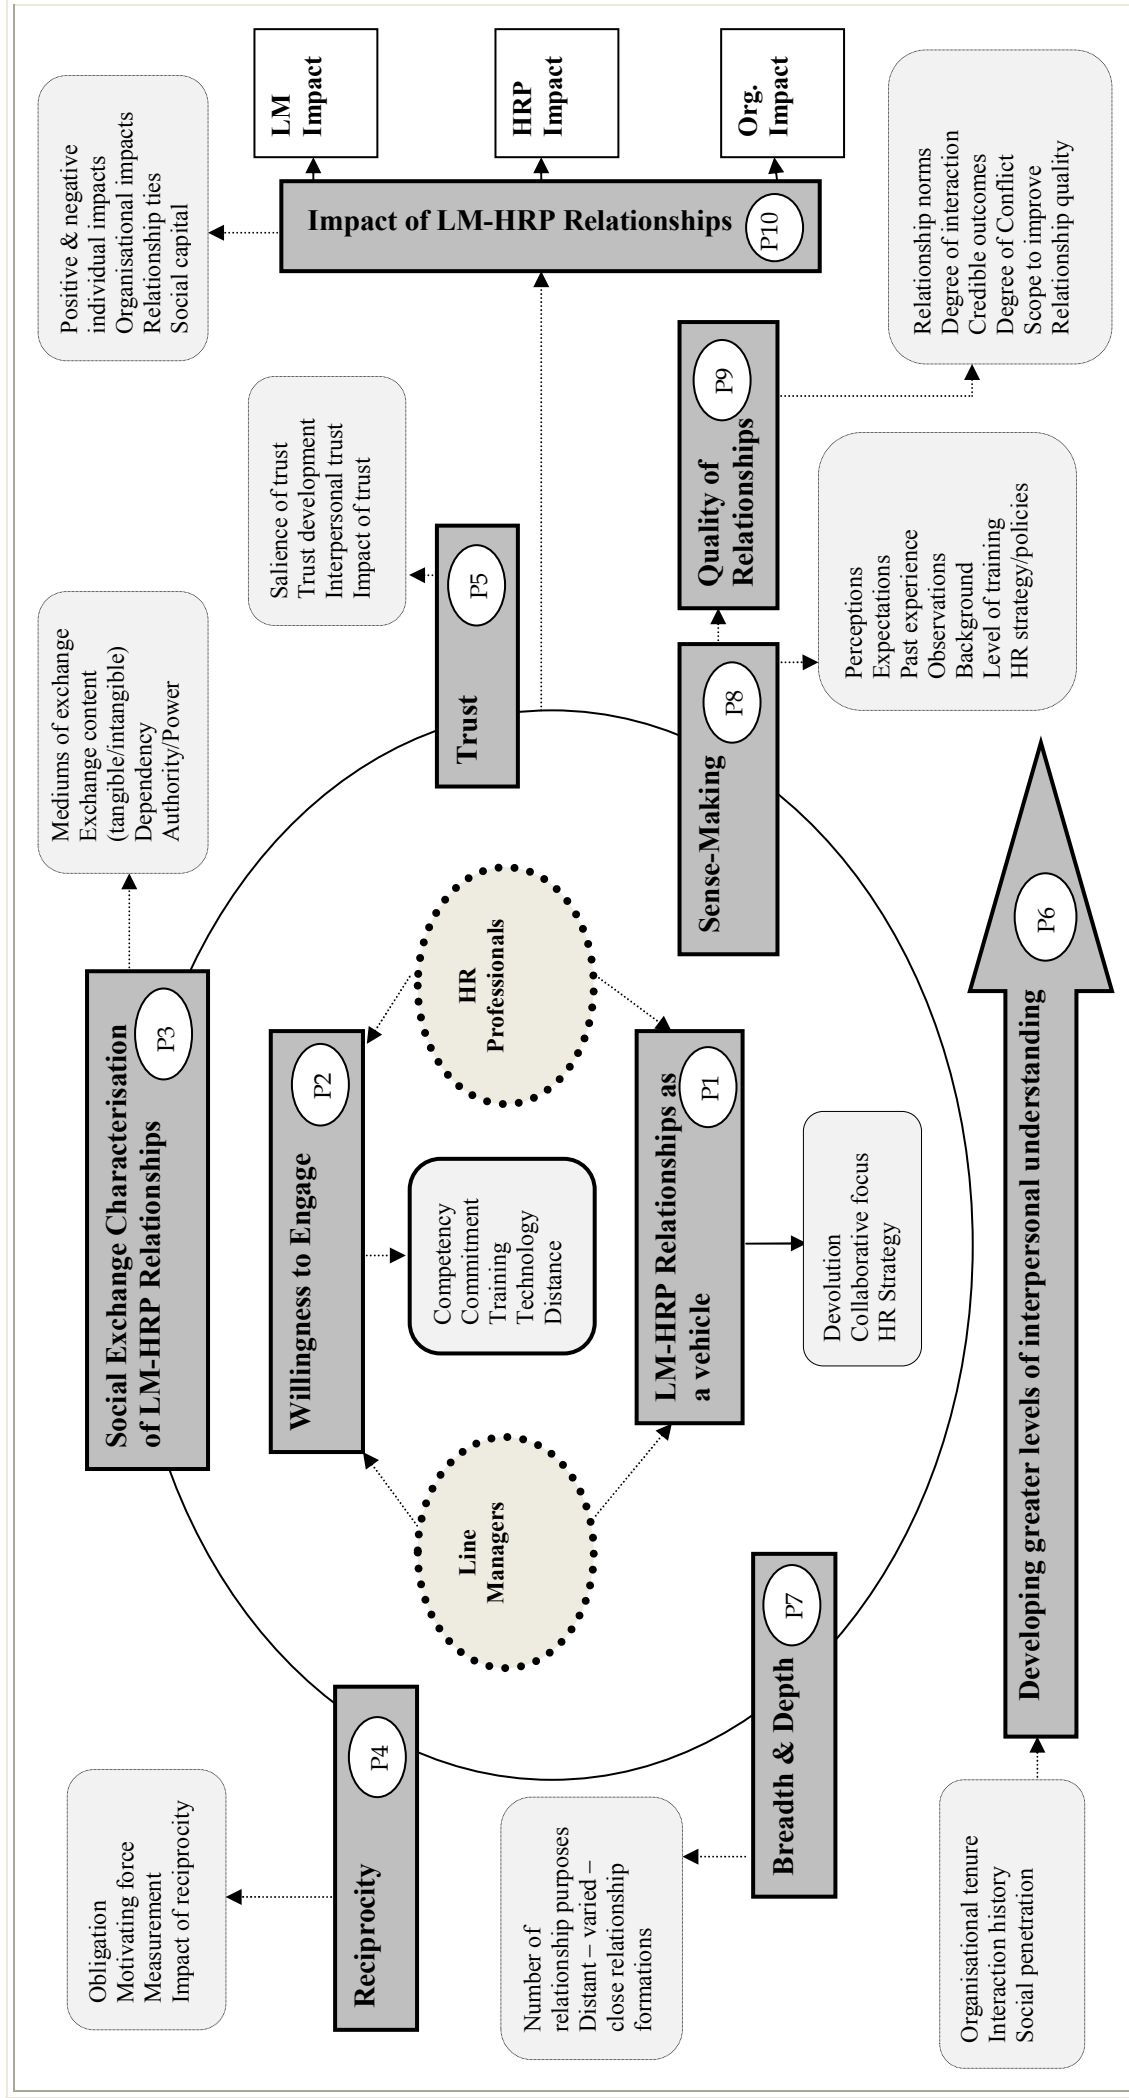 Obligation
Motivating force
Measurement
Impact of reciprocity
Reciprocity
P4
Social Exchange Characterisation
of LM-HRP Relationships
P3
Mediums of exchange
Exchange content
(tangible/intangible)
Dependency
Authority/Power
Positive & negative
individual impacts
Organisational impacts
Relationship ties
Social capital
Salience of trust
Trust development
Interpersonal trust
Impact of trust
Trust
P5
Willingness to Engage
P2
Line
Managers
Competency
Commitment
Training
Technology
Distance
HR
Professionals
LM-HRP Relationships as
a vehicle
P1
Devolution
Collaborative focus
HR Strategy
Impact of LM-HRP Relationships
P10
LM
Impact
HRP
Impact
Org.
Impact
Number of
relationship purposes
Distant – varied –
close relationship
formations
Breadth & Depth
P7
Sense-Making
P8
Quality of
Relationships
P9
Perceptions
Expectations
Past experience
Observations
Background
Level of training
HR strategy/policies
Relationship norms
Degree of interaction
Credible outcomes
Degree of Conflict
Scope to improve
Relationship quality
Organisational tenure
Interaction history
Social penetration
Developing greater levels of interpersonal understanding
P6